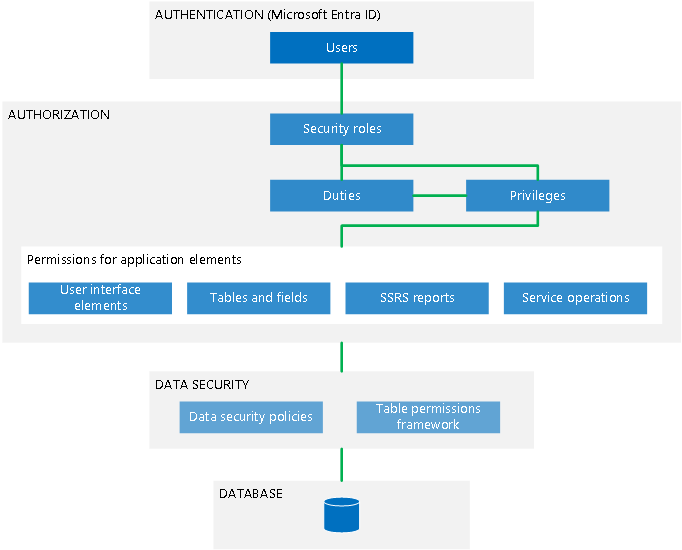 AUTHENTICATION (Microsoft Entra ID)
Users
AUTHORIZATION
Security roles
Duties
Privileges
Permissions for application elements
User interface
elements
Tables and fields
SSRS reports
Service operations
DATA SECURITY
Data security policies
Table permissions
framework
DATABASE